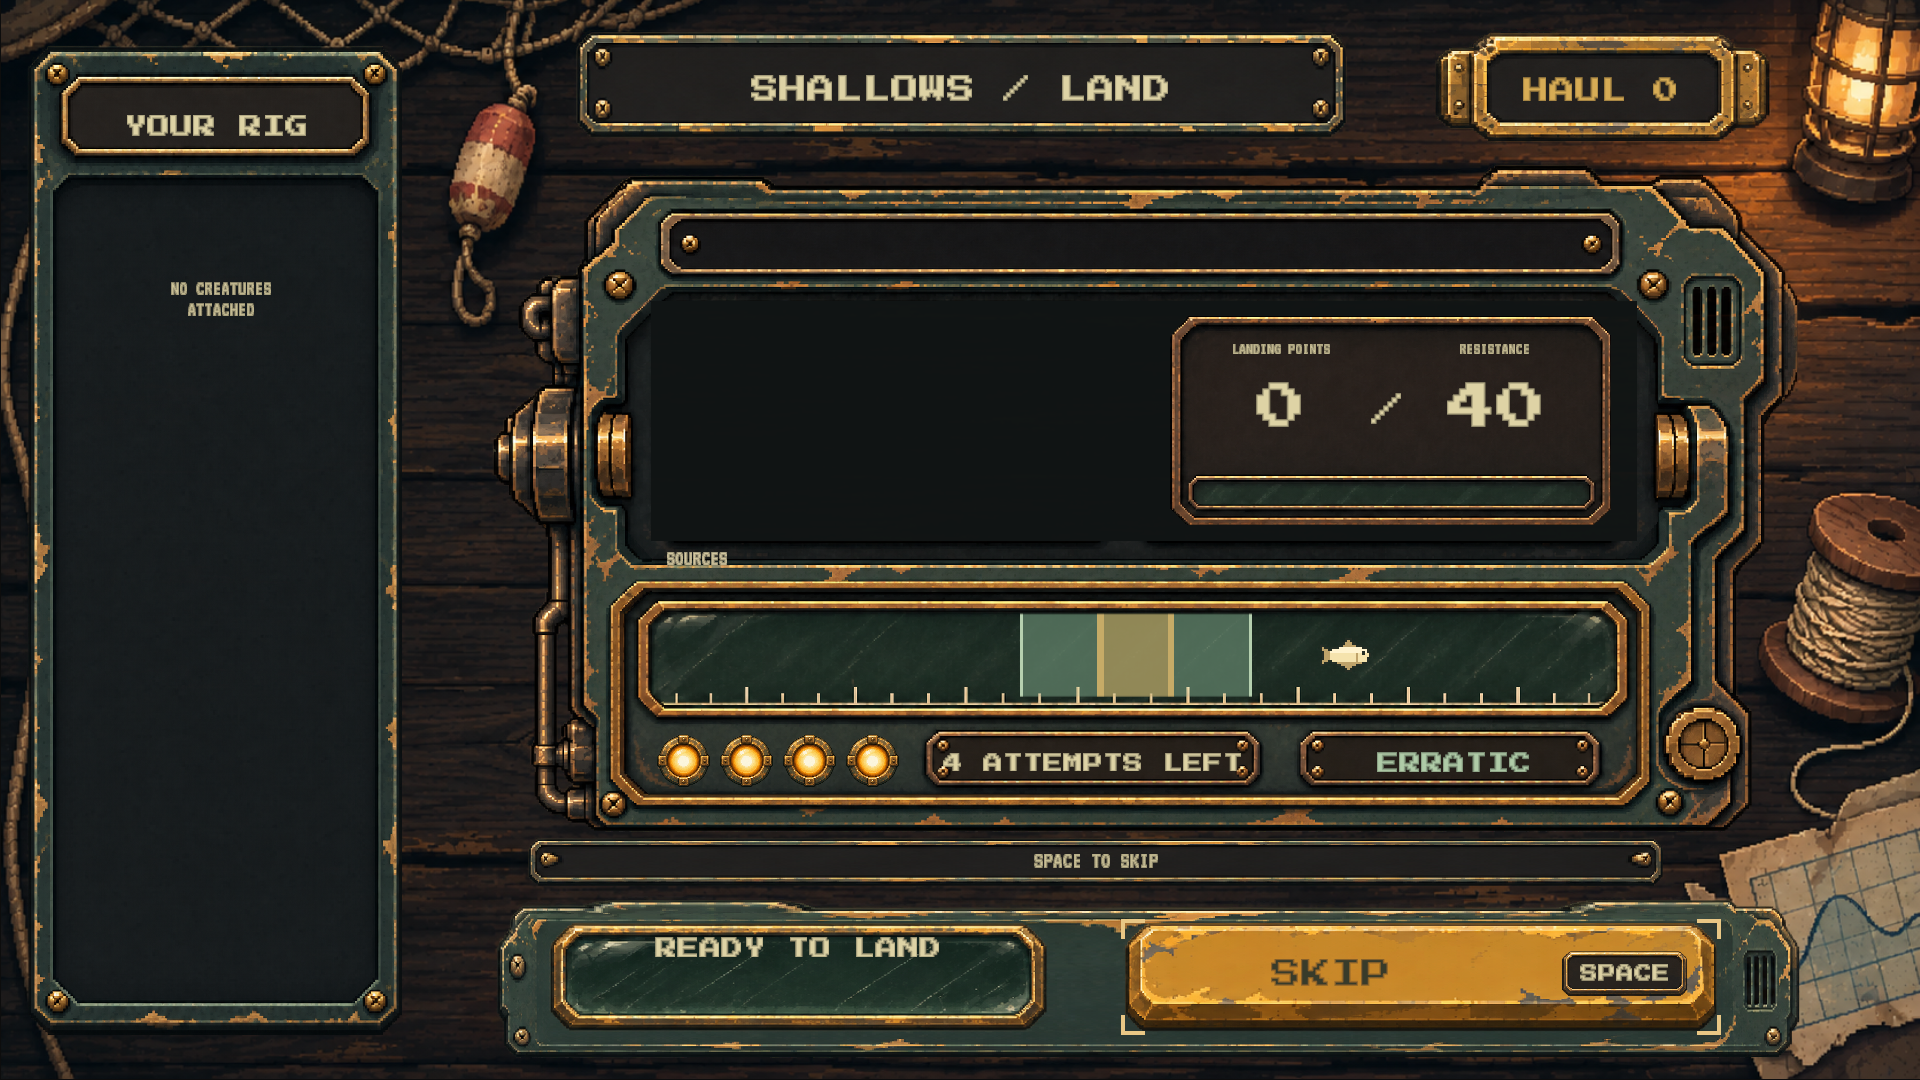 YOUR RIG
NO CREATURES
ATTACHED
SHALLOWS / LAND
HAUL 0
LANDING POINTS
RESISTANCE
0 / 40
SOURCES
4 ATTEMPTS LEFT
ERRATIC
SPACE TO SKIP
READY TO LAND
SKIP
SPACE